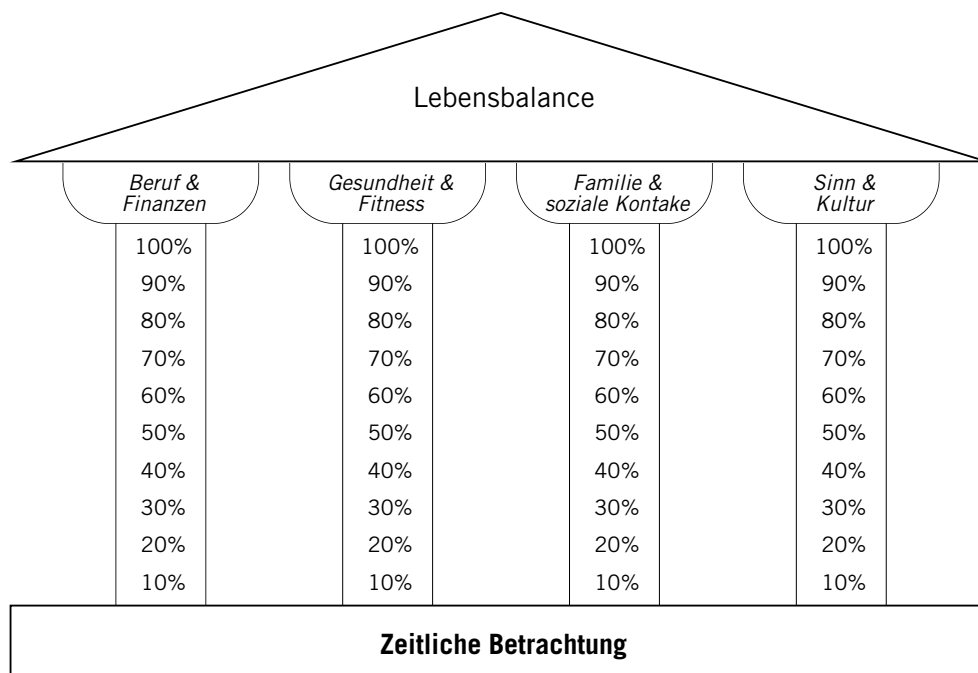 Lebensbalance
Beruf &
Finanzen
Gesundheit &
Fitness
Familie &
soziale Kontake
Sinn &
Kultur
100% 100% 100% 100%
90% 90% 90% 90%
80% 80% 80% 80%
70% 70% 70% 70%
60% 60% 60% 60%
50% 50% 50% 50%
40% 40% 40% 40%
30% 30% 30% 30%
20% 20% 20% 20%
10% 10% 10% 10%
Zeitliche Betrachtung